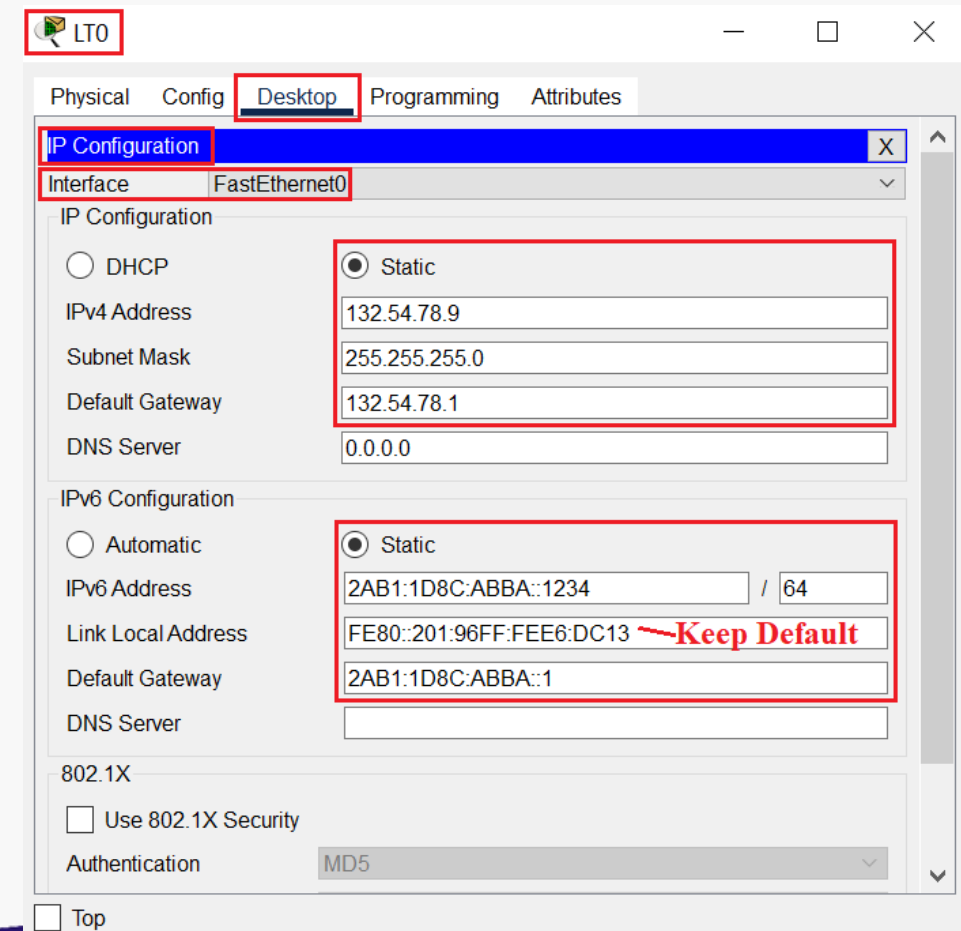 LT0
Physical Config Desktop Programming Attributes
IP Configuration X
Interface FastEthernet0
IP Configuration
DHCP Static
IPv4 Address 132.54.78.9
Subnet Mask 255.255.255.0
Default Gateway 132.54.78.1
DNS Server 0.0.0.0
IPv6 Configuration
Automatic Static
IPv6 Address 2AB1:1D8C:ABBA::1234 / 64
Link Local Address FE80::201:96FF:FEE6:DC13 Keep Default
Default Gateway 2AB1:1D8C:ABBA::1
DNS Server
802.1X
Use 802.1X Security
Authentication MD5
Top